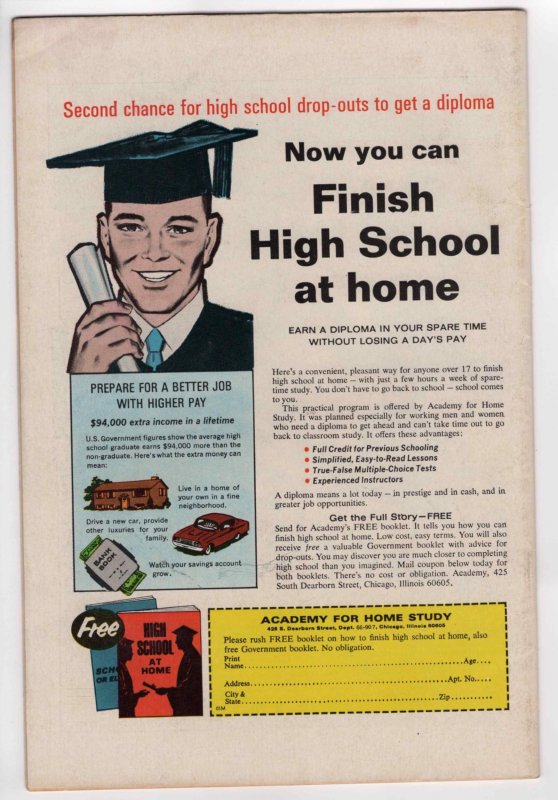 Second chance for high school drop-outs to get a diploma
Now you can
Finish
High School
at home
EARN A DIPLOMA IN YOUR SPARE TIME
WITHOUT LOSING A DAY'S PAY
PREPARE FOR A BETTER JOB
WITH HIGHER PAY
$94,000 extra income in a lifetime
U.S. Government figures show the average high
school graduate earns $94,000 more than the
non-graduate. Here's what the extra money can
mean:
Live in a home of
your own in a fine
neighborhood.
Drive a new car, provide
other luxuries for your
family.
BANK
BOOK
Watch your savings account
grow.
Here's a convenient, pleasant way for anyone over 17 to finish
high school at home — with just a few hours a week of spare-
time study. You don't have to go back to school — school comes
to you.
This practical program is offered by Academy for Home
Study. It was planned especially for working men and women
who need a diploma to get ahead and can't take time out to go
back to classroom study. It offers these advantages:
• Full Credit for Previous Schooling
• Simplified, Easy-to-Read Lessons
• True-False Multiple-Choice Tests
• Experienced Instructors
A diploma means a lot today — in prestige and in cash, and in
greater job opportunities.
Get the Full Story—FREE
Send for Academy's FREE booklet. It tells you how you can
finish high school at home. Low cost, easy terms. You will also
receive free a valuable Government booklet with advice for
drop-outs. You may discover you are much closer to completing
high school than you imagined. Mail coupon below today for
both booklets. There's no cost or obligation. Academy, 425
South Dearborn Street, Chicago, Illinois 60605.
Free
HIGH
SCHOOL
AT
HOME
SCH
OR EL
ACADEMY FOR HOME STUDY
425 S. Dearborn Street, Dept. 66-907, Chicago, Illinois 60605
Please rush FREE booklet on how to finish high school at home, also
free Government booklet. No obligation.
Print
Name Age
Address Apt. No.
City &
State Zip